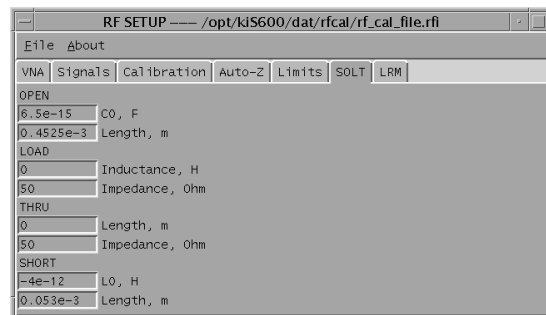 RF SETUP --- /opt/kiS600/dat/rfcal/rf_cal_file.rfi
File About
VNA Signals Calibration Auto-Z Limits SOLT LRM
OPEN
6.5e-15 C0, F
0.4525e-3 Length, m
LOAD
0 Inductance, H
50 Impedance, Ohm
THRU
0 Length, m
50 Impedance, Ohm
SHORT
-4e-12 L0, H
0.053e-3 Length, m